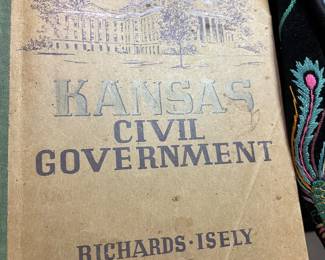 KANSAS
CIVIL
GOVERNMENT
RICHARDS·ISELY